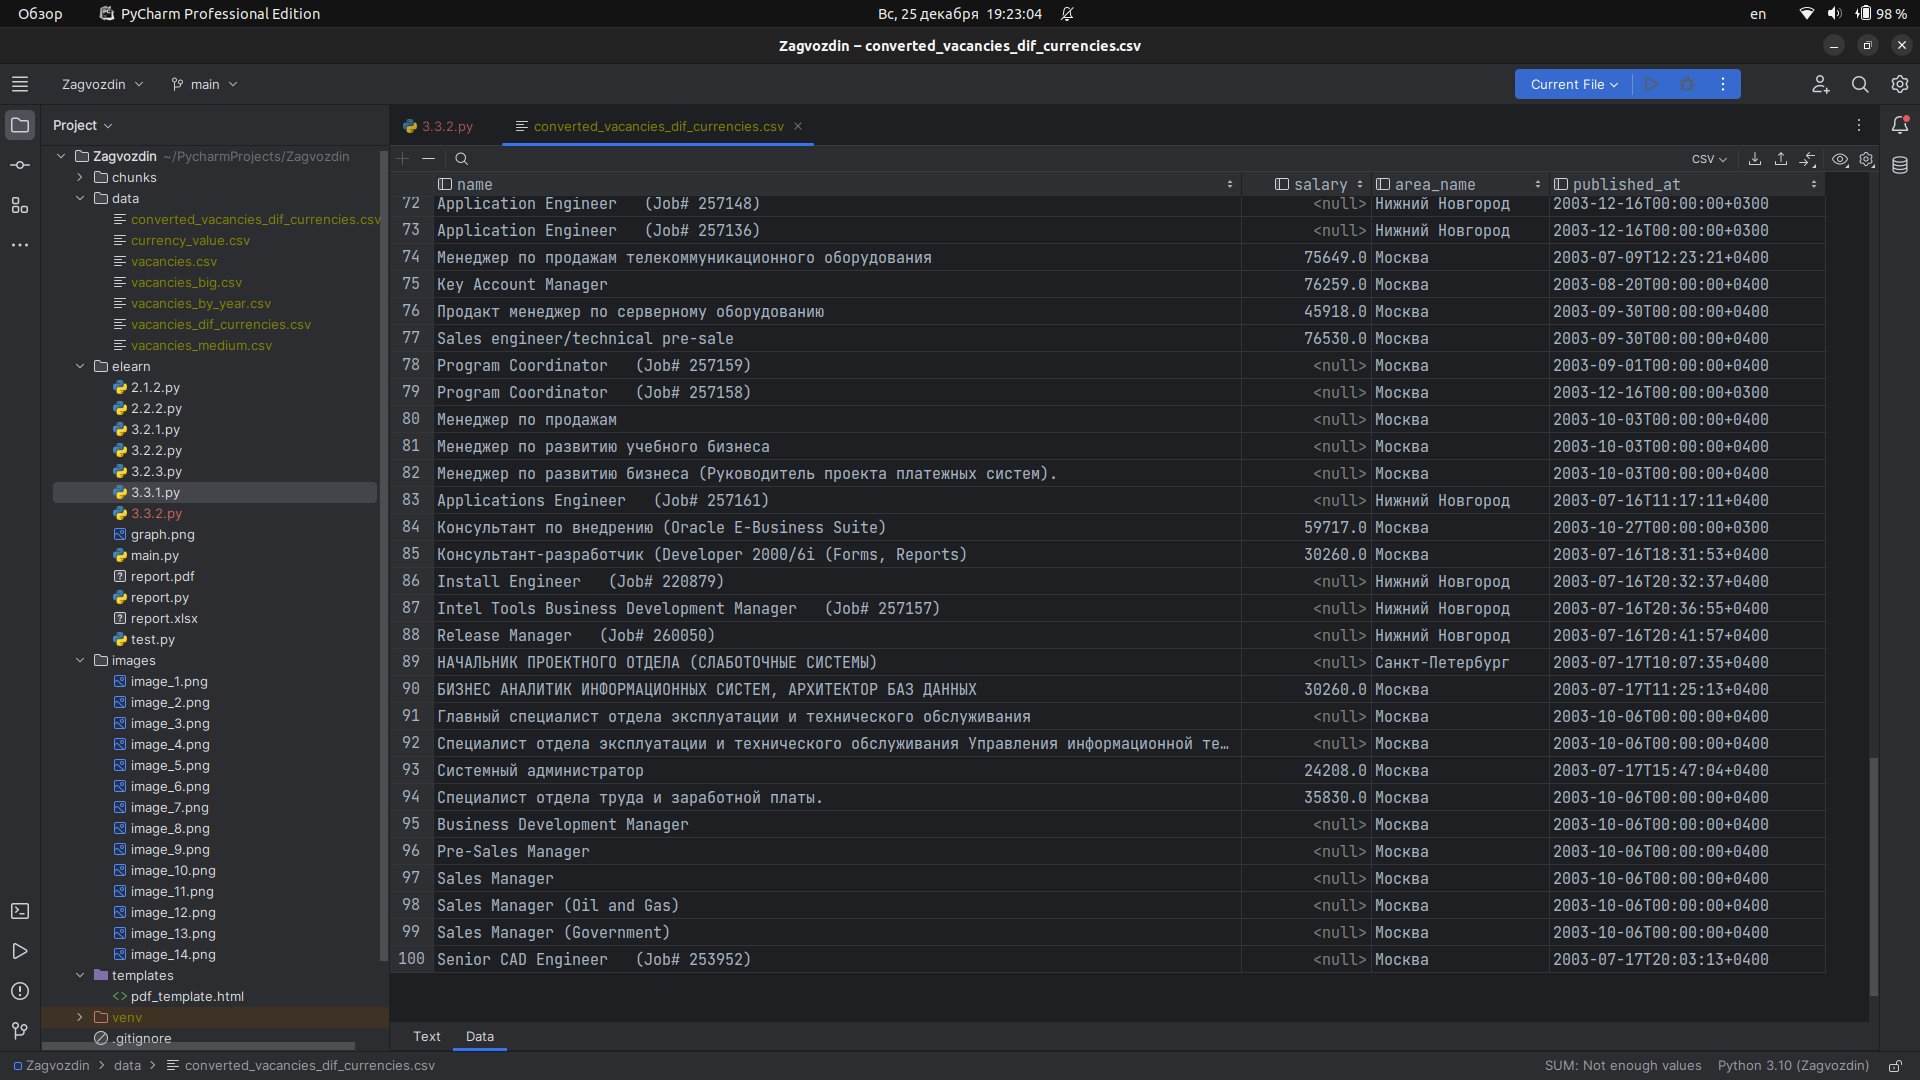 Обзор PyCharm Professional Edition Вс, 25 декабря 19:23:04 en 98 %
Zagvozdin – converted_vacancies_dif_currencies.csv
Zagvozdin main Current File
Project
Zagvozdin ~/PycharmProjects/Zagvozdin
chunks
data
converted_vacancies_dif_currencies.csv
currency_value.csv
vacancies.csv
vacancies_big.csv
vacancies_by_year.csv
vacancies_dif_currencies.csv
vacancies_medium.csv
elearn
2.1.2.py
2.2.2.py
3.2.1.py
3.2.2.py
3.2.3.py
3.3.1.py
3.3.2.py
graph.png
main.py
report.pdf
report.py
report.xlsx
test.py
images
image_1.png
image_2.png
image_3.png
image_4.png
image_5.png
image_6.png
image_7.png
image_8.png
image_9.png
image_10.png
image_11.png
image_12.png
image_13.png
image_14.png
templates
pdf_template.html
venv
.gitignore
3.3.2.py converted_vacancies_dif_currencies.csv
CSV
name salary area_name published_at
72 Application Engineer (Job# 257148) <null> Нижний Новгород 2003-12-16T00:00:00+0300
73 Application Engineer (Job# 257136) <null> Нижний Новгород 2003-12-16T00:00:00+0300
74 Менеджер по продажам телекоммуникационного оборудования 75649.0 Москва 2003-07-09T12:23:21+0400
75 Key Account Manager 76259.0 Москва 2003-08-20T00:00:00+0400
76 Продакт менеджер по серверному оборудованию 45918.0 Москва 2003-09-30T00:00:00+0400
77 Sales engineer/technical pre-sale 76530.0 Москва 2003-09-30T00:00:00+0400
78 Program Coordinator (Job# 257159) <null> Москва 2003-09-01T00:00:00+0400
79 Program Coordinator (Job# 257158) <null> Москва 2003-12-16T00:00:00+0300
80 Менеджер по продажам <null> Москва 2003-10-03T00:00:00+0400
81 Менеджер по развитию учебного бизнеса <null> Москва 2003-10-03T00:00:00+0400
82 Менеджер по развитию бизнеса (Руководитель проекта платежных систем). <null> Москва 2003-10-03T00:00:00+0400
83 Applications Engineer (Job# 257161) <null> Нижний Новгород 2003-07-16T11:17:11+0400
84 Консультант по внедрению (Oracle E-Business Suite) 59717.0 Москва 2003-10-27T00:00:00+0300
85 Консультант-разработчик (Developer 2000/6i (Forms, Reports) 30260.0 Москва 2003-07-16T18:31:53+0400
86 Install Engineer (Job# 220879) <null> Нижний Новгород 2003-07-16T20:32:37+0400
87 Intel Tools Business Development Manager (Job# 257157) <null> Нижний Новгород 2003-07-16T20:36:55+0400
88 Release Manager (Job# 260050) <null> Нижний Новгород 2003-07-16T20:41:57+0400
89 НАЧАЛЬНИК ПРОЕКТНОГО ОТДЕЛА (СЛАБОТОЧНЫЕ СИСТЕМЫ) <null> Санкт-Петербург 2003-07-17T10:07:35+0400
90 БИЗНЕС АНАЛИТИК ИНФОРМАЦИОННЫХ СИСТЕМ, АРХИТЕКТОР БАЗ ДАННЫХ 30260.0 Москва 2003-07-17T11:25:13+0400
91 Главный специалист отдела эксплуатации и технического обслуживания <null> Москва 2003-10-06T00:00:00+0400
92 Специалист отдела эксплуатации и технического обслуживания Управления информационной те… <null> Москва 2003-10-06T00:00:00+0400
93 Системный администратор 24208.0 Москва 2003-07-17T15:47:04+0400
94 Специалист отдела труда и заработной платы. 35830.0 Москва 2003-10-06T00:00:00+0400
95 Business Development Manager <null> Москва 2003-10-06T00:00:00+0400
96 Pre-Sales Manager <null> Москва 2003-10-06T00:00:00+0400
97 Sales Manager <null> Москва 2003-10-06T00:00:00+0400
98 Sales Manager (Oil and Gas) <null> Москва 2003-10-06T00:00:00+0400
99 Sales Manager (Government) <null> Москва 2003-10-06T00:00:00+0400
100 Senior CAD Engineer (Job# 253952) <null> Москва 2003-07-17T20:03:13+0400
Text Data
Zagvozdin data converted_vacancies_dif_currencies.csv SUM: Not enough values Python 3.10 (Zagvozdin)